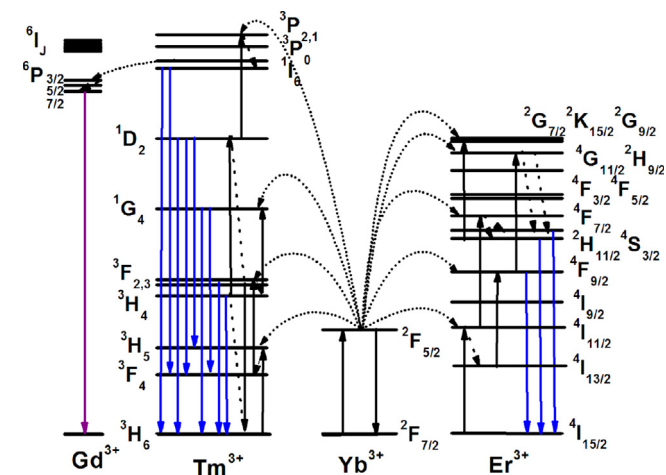 ⁶I_J
⁶P_3/2
5/2
7/2
Gd³⁺
³P_2,1
³P_0
¹I_6
¹D_2
¹G_4
³F_2,3
³H_4
³H_5
³F_4
³H_6
Tm³⁺
²F_5/2
²F_7/2
Yb³⁺
²G_7/2 ²K_15/2 ²G_9/2
⁴G_11/2 ²H_9/2
⁴F_3/2 ⁴F_5/2
⁴F_7/2
²H_11/2 ⁴S_3/2
⁴F_9/2
⁴I_9/2
⁴I_11/2
⁴I_13/2
⁴I_15/2
Er³⁺